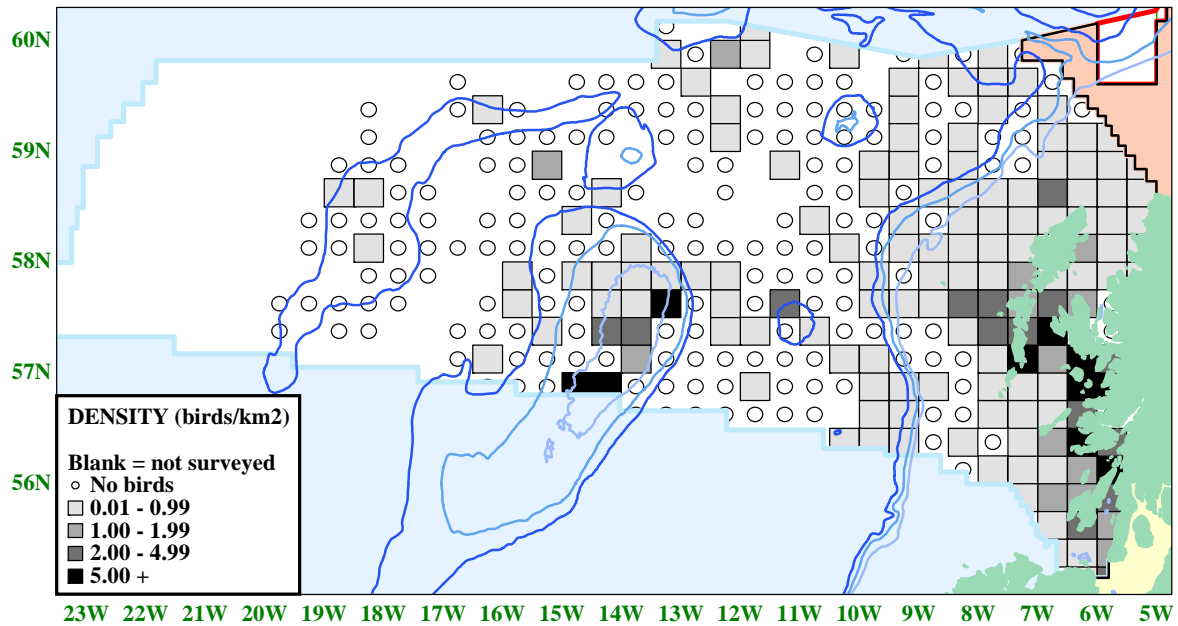 60N
59N
58N
57N
56N
DENSITY (birds/km2)
Blank = not surveyed
No birds
0.01 - 0.99
1.00 - 1.99
2.00 - 4.99
5.00 +
23W 22W 21W 20W 19W 18W 17W 16W 15W 14W 13W 12W 11W 10W 9W 8W 7W 6W 5W